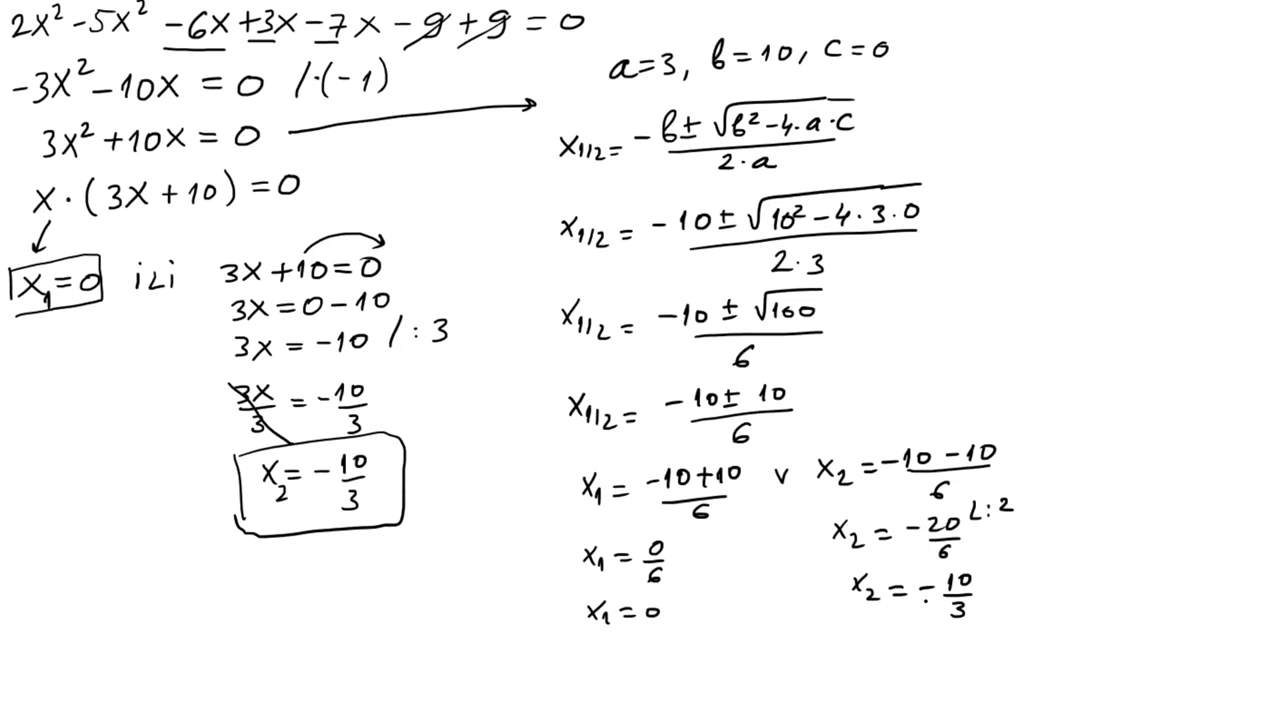 2x² - 5x² - 6x + 3x - 7x - 9 + 9 = 0
-3x² - 10x = 0 /·(-1)
3x² + 10x = 0
x · (3x + 10) = 0
x₁ = 0 ili 3x + 10 = 0
3x = 0 - 10
3x = -10 / : 3
3x/3 = -10/3
x₂ = -10/3
a = 3, b = 10, c = 0
x₁/₂ = -b ± √(b² - 4·a·c) / 2·a
x₁/₂ = -10 ± √(10² - 4·3·0) / 2·3
x₁/₂ = -10 ± √100 / 6
x₁/₂ = -10 ± 10 / 6
x₁ = -10+10 / 6 v x₂ = -10-10 / 6
x₁ = 0/6
x₁ = 0
x₂ = -20/6 ∠:2
x₂ = -10/3